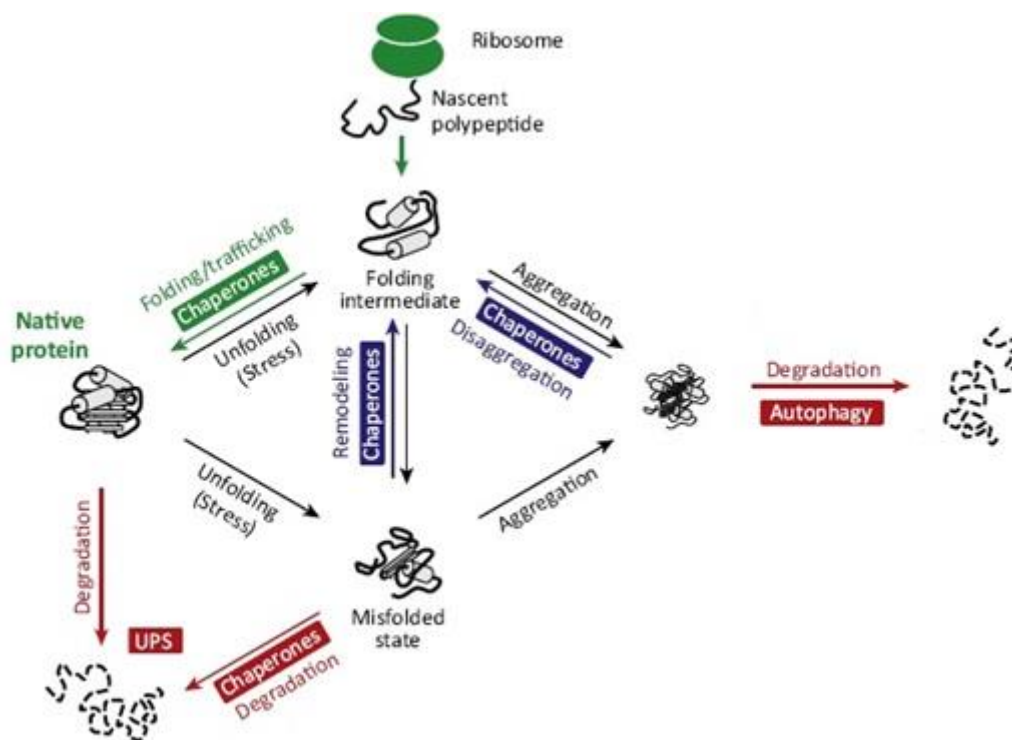 Ribosome
Nascent
polypeptide
Folding/trafficking
Chaperones
Unfolding
(Stress)
Folding
intermediate
Aggregation
Chaperones
Disaggregation
Native
protein
Remodeling
Chaperones
Degradation
Autophagy
Unfolding
(Stress)
Aggregation
Degradation
UPS
Misfolded
state
Chaperones
Degradation